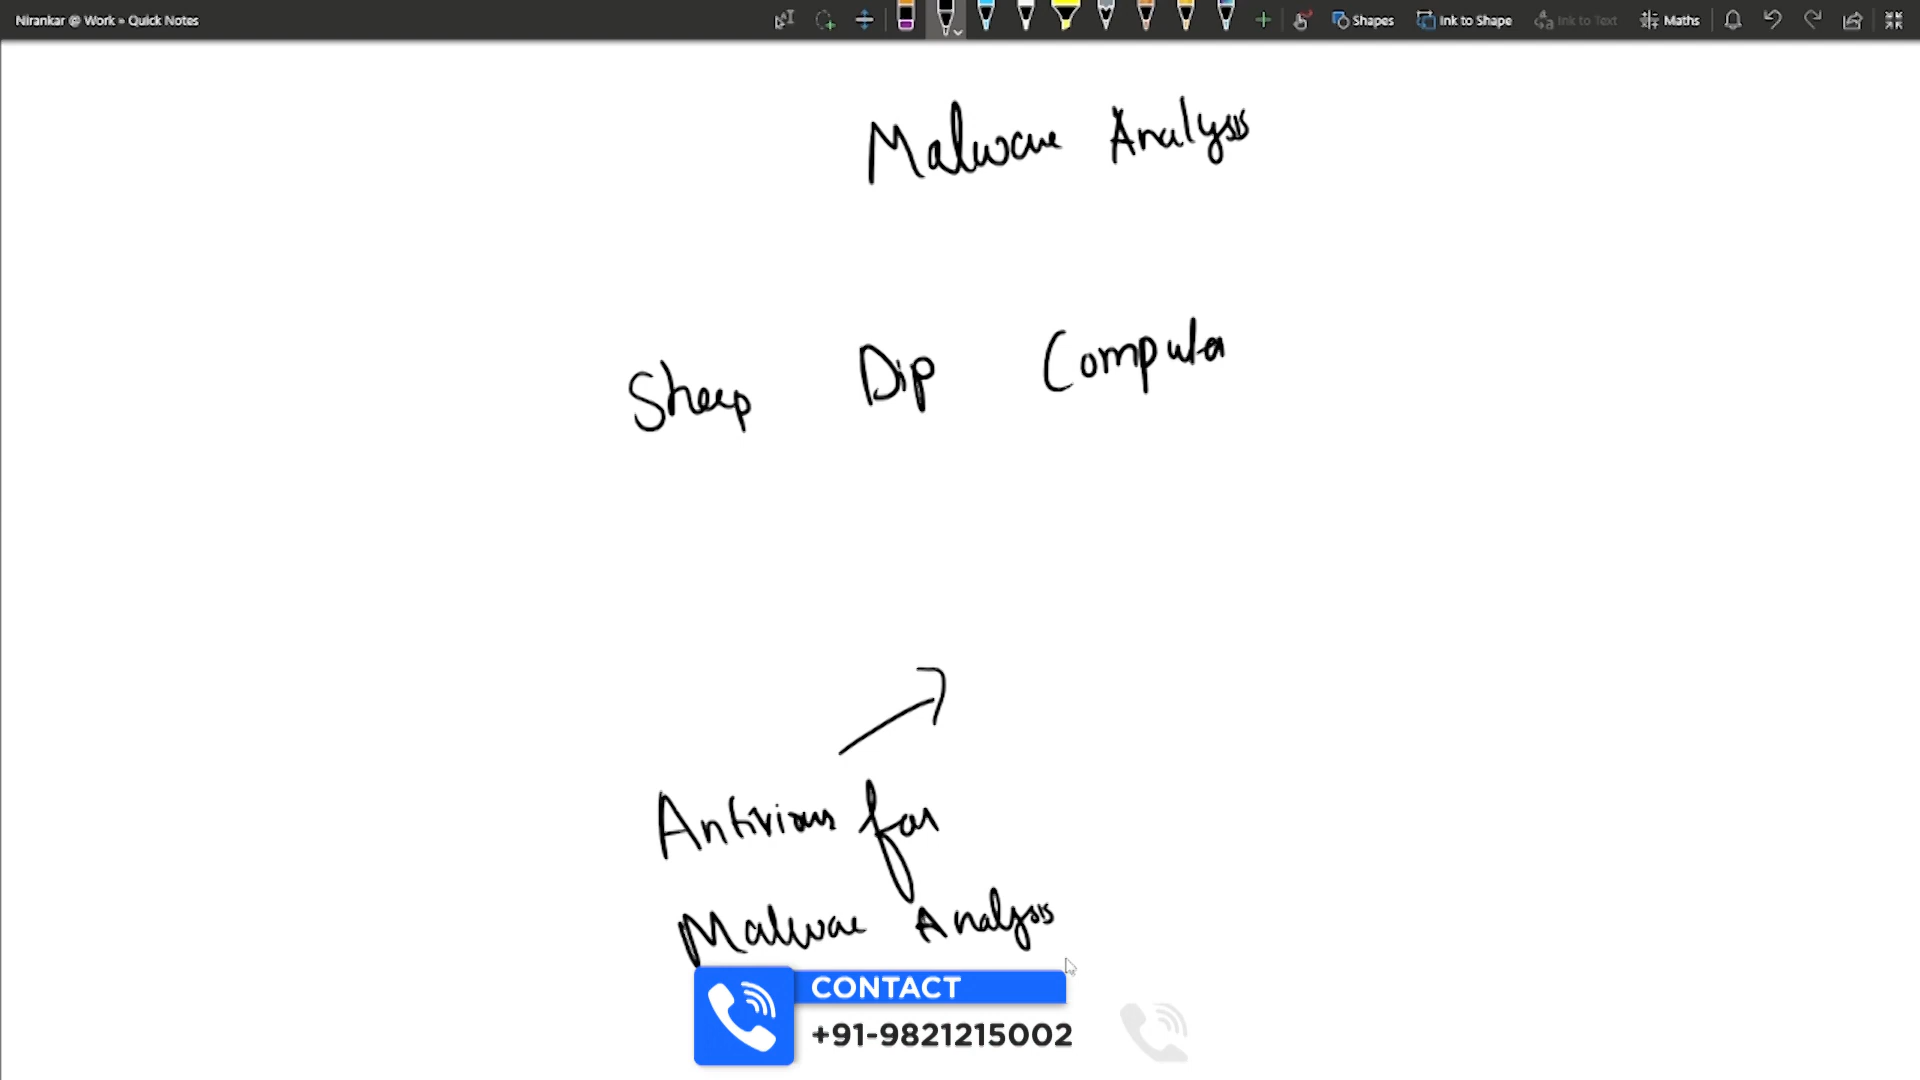 Nirankar @ Work » Quick Notes
Shapes Ink to Shape Ink to Text Maths
Malware Analysis
Sheep Dip Computer
Antivirus for
Malware Analysis
CONTACT
+91-9821215002